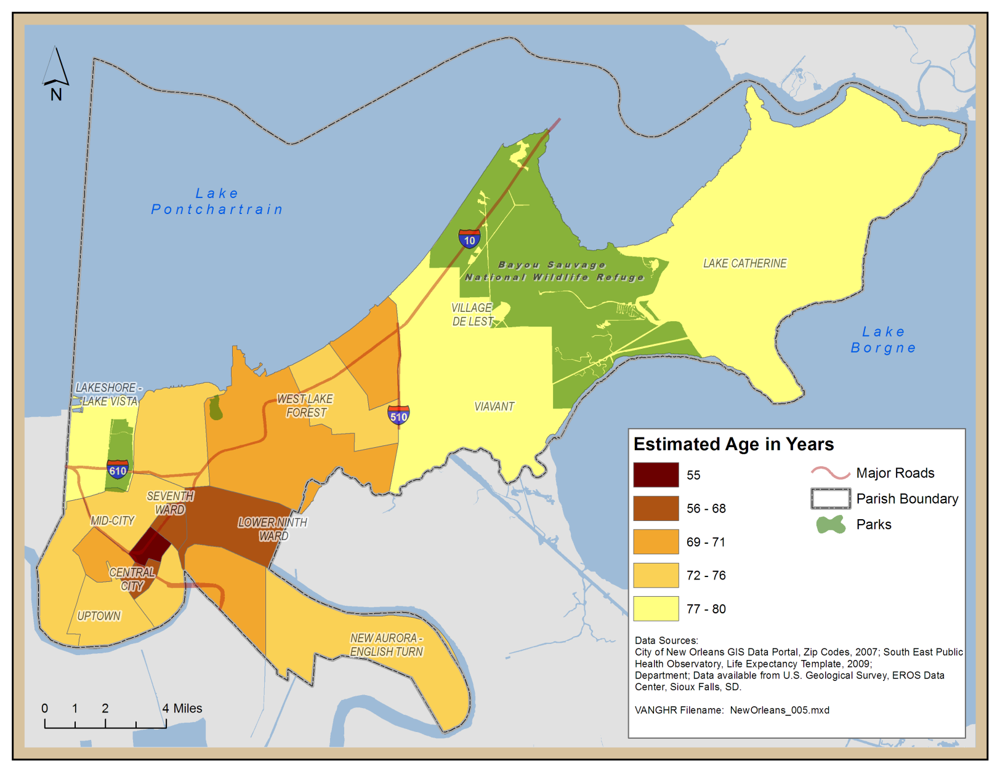 N
Lake
Pontchartrain
10
Bayou Sauvage
National Wildlife Refuge
LAKE CATHERINE
VILLAGE
DE LEST
Lake
Borgne
LAKESHORE -
LAKE VISTA
WEST LAKE
FOREST
VIAVANT
510
610
SEVENTH
WARD
MID-CITY
LOWER NINTH
WARD
CENTRAL
CITY
UPTOWN
NEW AURORA -
ENGLISH TURN
0 1 2 4 Miles
Estimated Age in Years
55
56 - 68
69 - 71
72 - 76
77 - 80
Major Roads
Parish Boundary
Parks
Data Sources:
City of New Orleans GIS Data Portal, Zip Codes, 2007; South East Public
Health Observatory, Life Expectancy Template, 2009;
Department; Data available from U.S. Geological Survey, EROS Data
Center, Sioux Falls, SD.
VANGHR Filename: NewOrleans_005.mxd